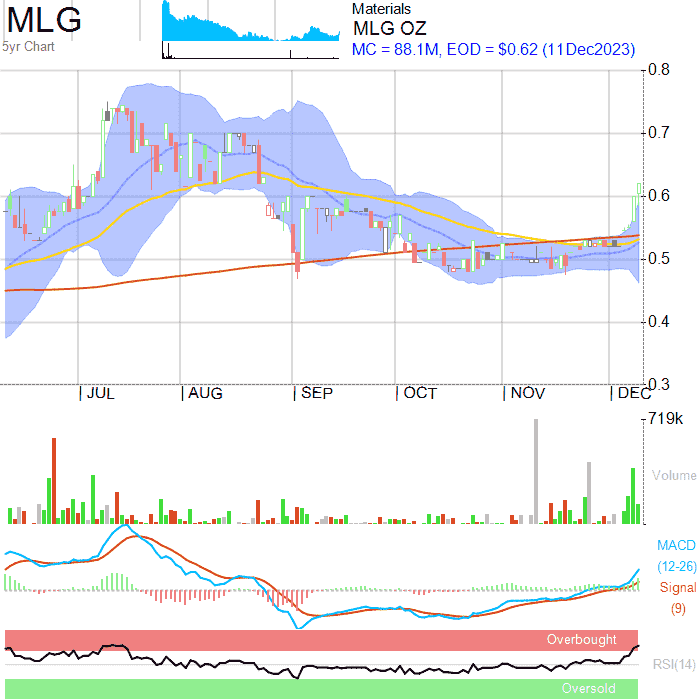 MLG
5yr Chart
Materials
MLG OZ
MC = 88.1M, EOD = $0.62 (11Dec2023)
0.8
0.7
0.6
0.5
0.4
0.3
JUL AUG SEP OCT NOV DEC
719k
Volume
MACD
(12-26)
Signal
(9)
Overbought
RSI(14)
Oversold